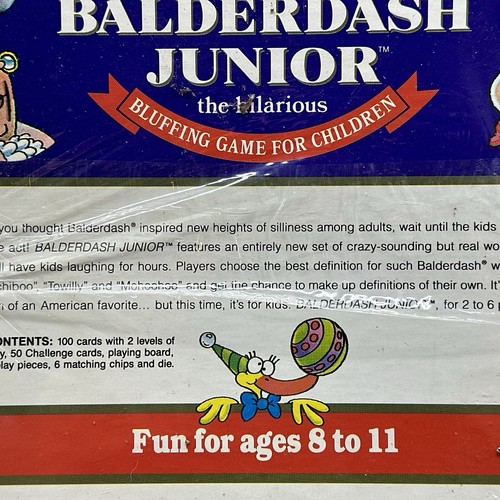 BALDERDASH
JUNIOR™
the hilarious
BLUFFING GAME FOR CHILDREN
you thought Balderdash® inspired new heights of silliness among adults, wait until the kids
act! BALDERDASH JUNIOR™ features an entirely new set of crazy-sounding but real wo
have kids laughing for hours. Players choose the best definition for such Balderdash® w
"Towilly" and "Mohoohoo" and get the chance to make up definitions of their own. It'
of an American favorite... but this time, it's for kids. BALDERDASH JUNIOR™, for 2 to 6 p
ONTENTS: 100 cards with 2 levels of
y, 50 Challenge cards, playing board,
lay pieces, 6 matching chips and die.
Fun for ages 8 to 11